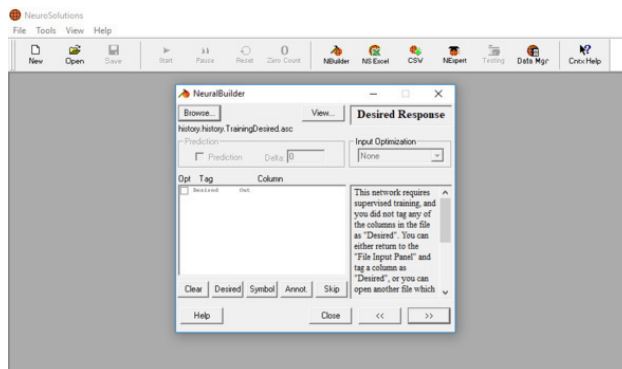 NeuroSolutions
File Tools View Help
New Open Save Start Pause Reset Zero Count NBuilder NS Excel CSW NExpert Testing Data Mgr Cntx Help
NeuralBuilder
Browse... View... Desired Response
history.history.TrainingDesired.asc
Prediction Input Optimization
Prediction Delta: 0 None
Opt Tag Column
Desired Out
This network requires
supervised training, and
you did not tag any of
the columns in the file
as "Desired". You can
either return to the
"File Input Panel" and
tag a column as
"Desired", or you can
open another file which
Clear Desired Symbol Annot. Skip
Help Close << >>